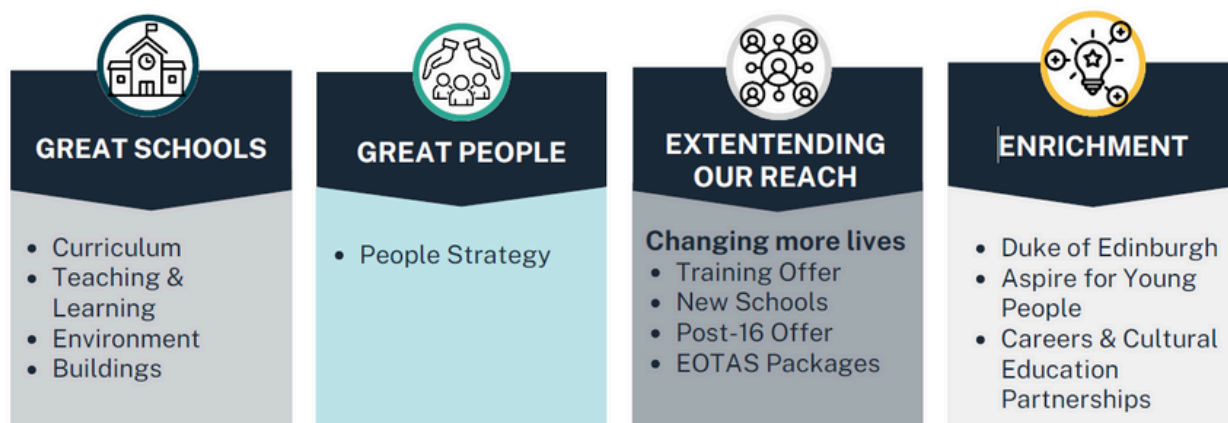 GREAT SCHOOLS
• Curriculum
• Teaching &
Learning
• Environment
• Buildings
GREAT PEOPLE
• People Strategy
EXTENTENDING
OUR REACH
Changing more lives
• Training Offer
• New Schools
• Post-16 Offer
• EOTAS Packages
ENRICHMENT
• Duke of Edinburgh
• Aspire for Young
People
• Careers & Cultural
Education
Partnerships